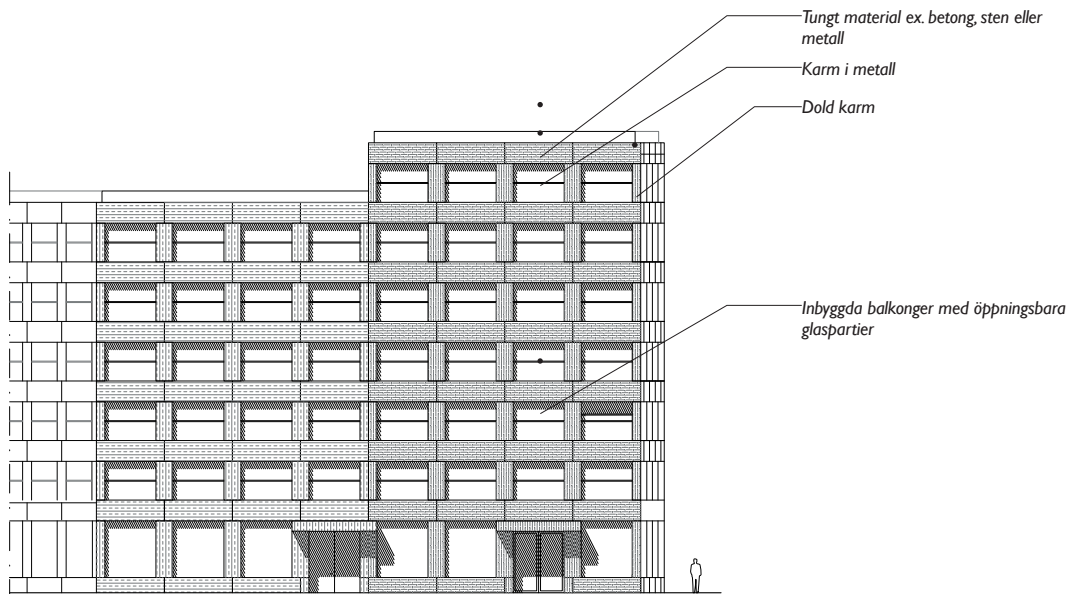 Tungt material ex. betong, sten eller
metall
Karm i metall
Dold karm
Inbyggda balkonger med öppningsbara
glaspartier